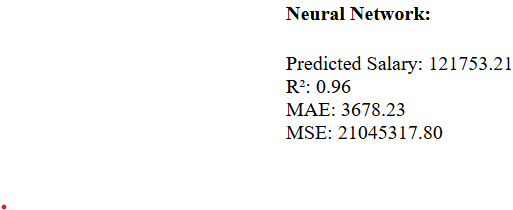 Neural Network:
Predicted Salary: 121753.21
R²: 0.96
MAE: 3678.23
MSE: 21045317.80